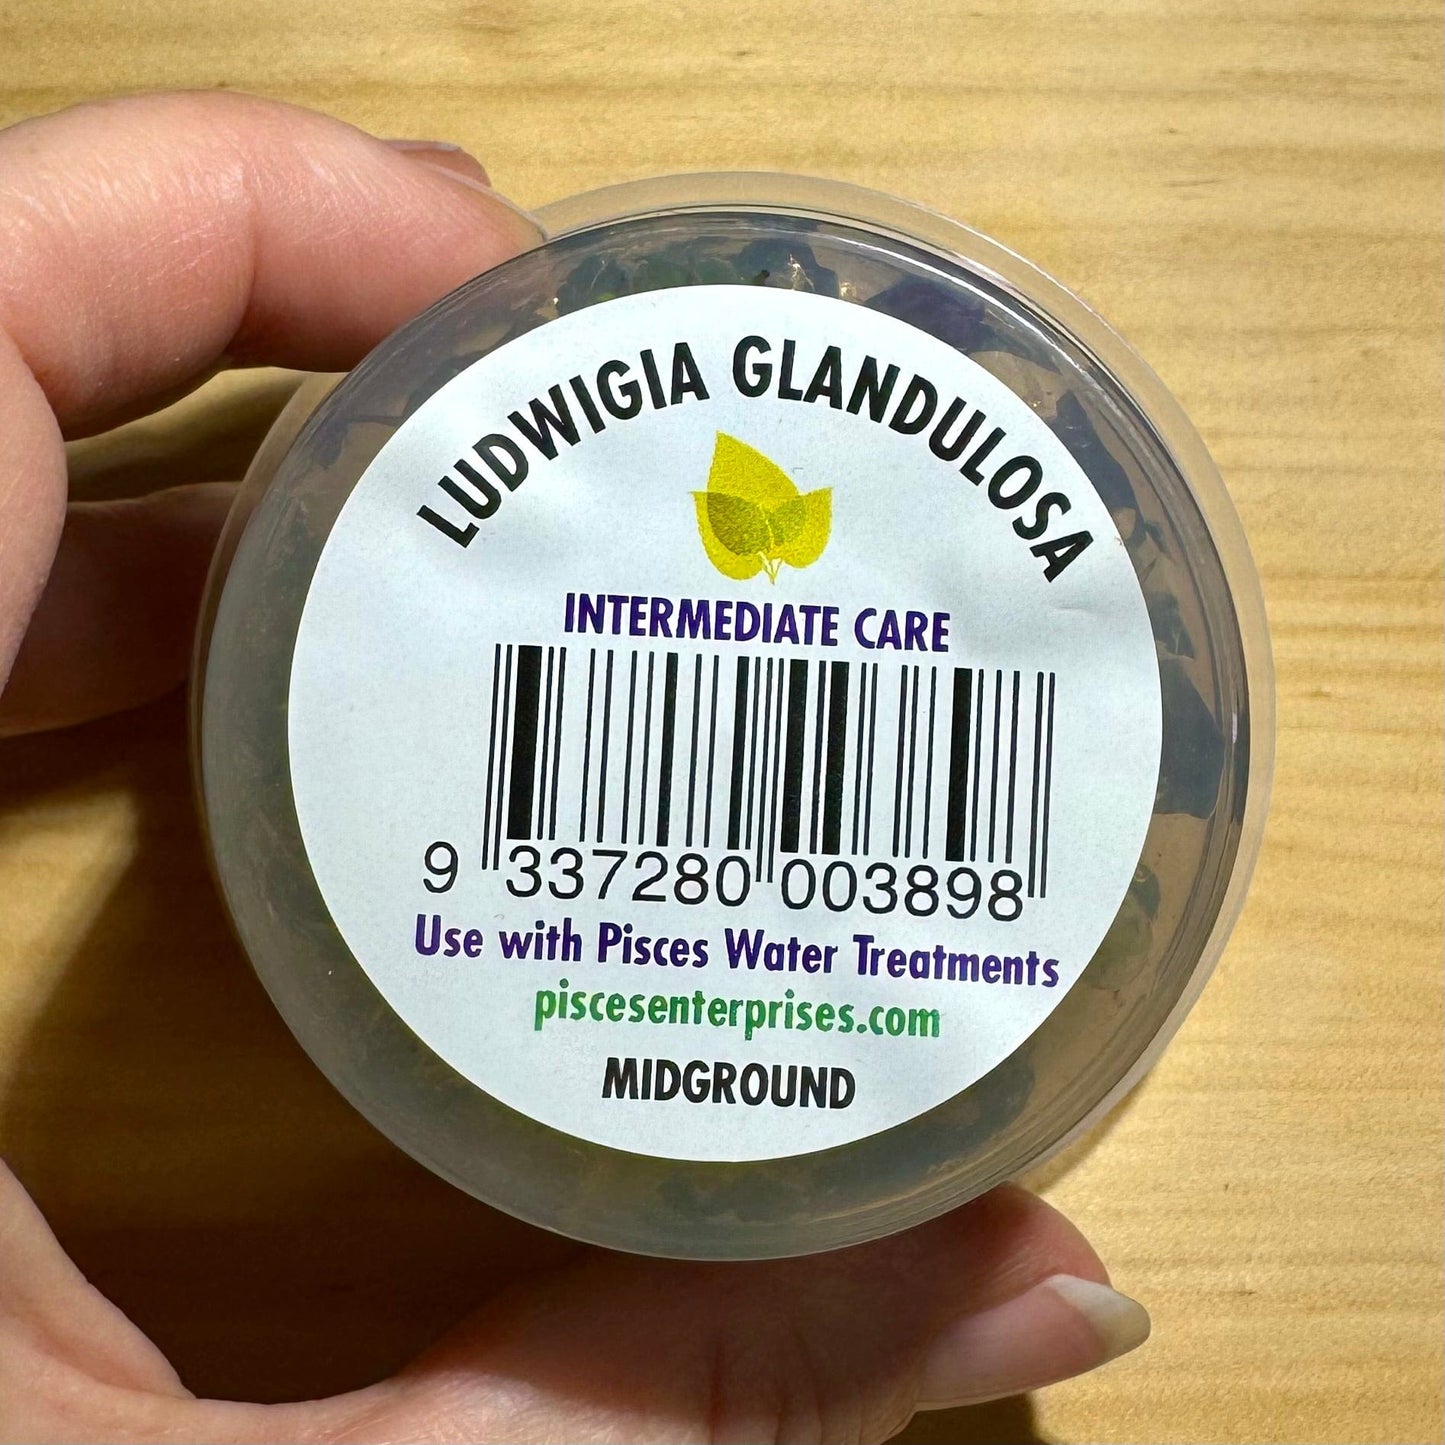 LUDWIGIA GLANDULOSA
INTERMEDIATE CARE
9 337280 003898
Use with Pisces Water Treatments
piscesenterprises.com
MIDGROUND